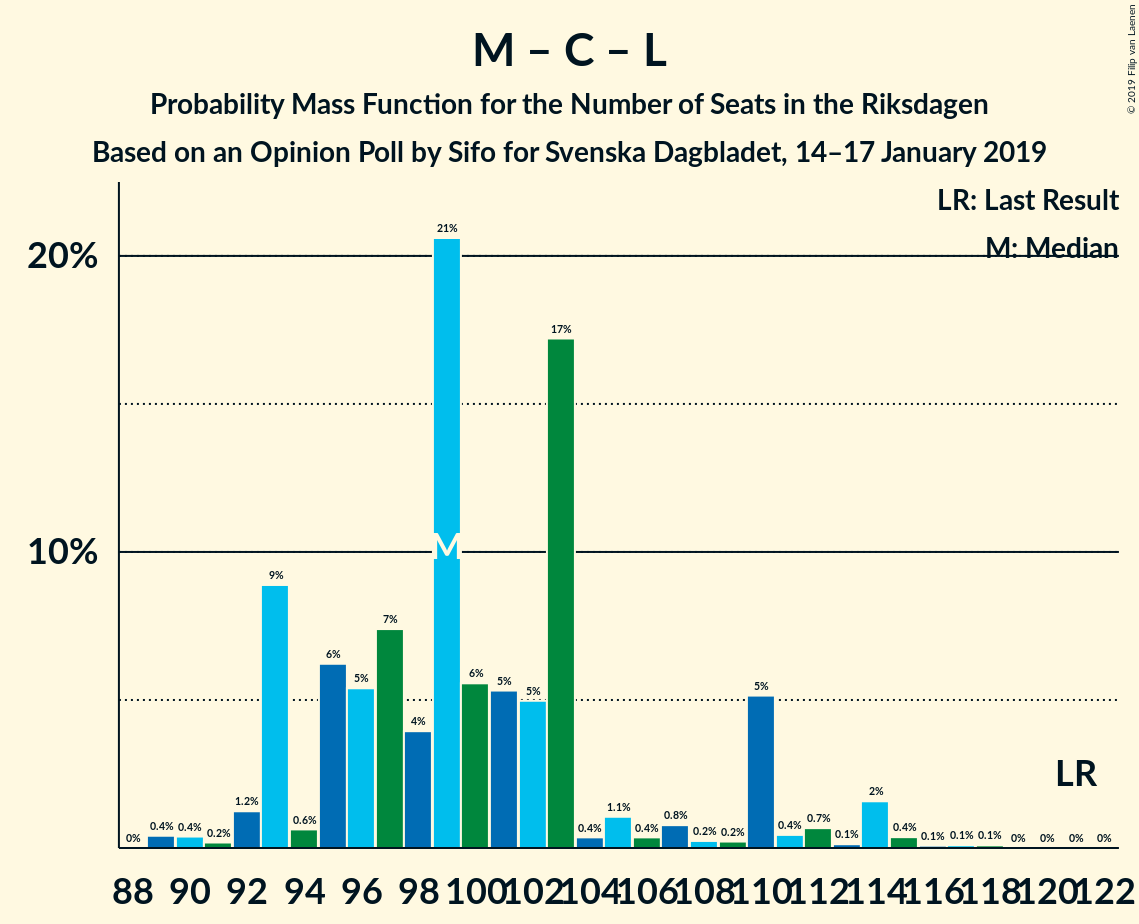 © 2019 Filip van Laenen
M – C – L
Probability Mass Function for the Number of Seats in the Riksdagen
Based on an Opinion Poll by Sifo for Svenska Dagbladet, 14–17 January 2019
LR: Last Result
M: Median
20%
10%
0% 0.4% 0.4% 0.2% 1.2% 9% 0.6% 6% 5% 7% 4% 21% 6% 5% 5% 17% 0.4% 1.1% 0.4% 0.8% 0.2% 0.2% 5% 0.4% 0.7% 0.1% 2% 0.4% 0.1% 0.1% 0.1% 0% 0% 0% 0%
M
LR
88 90 92 94 96 98 100 102 104 106 108 110 112 114 116 118 120 122